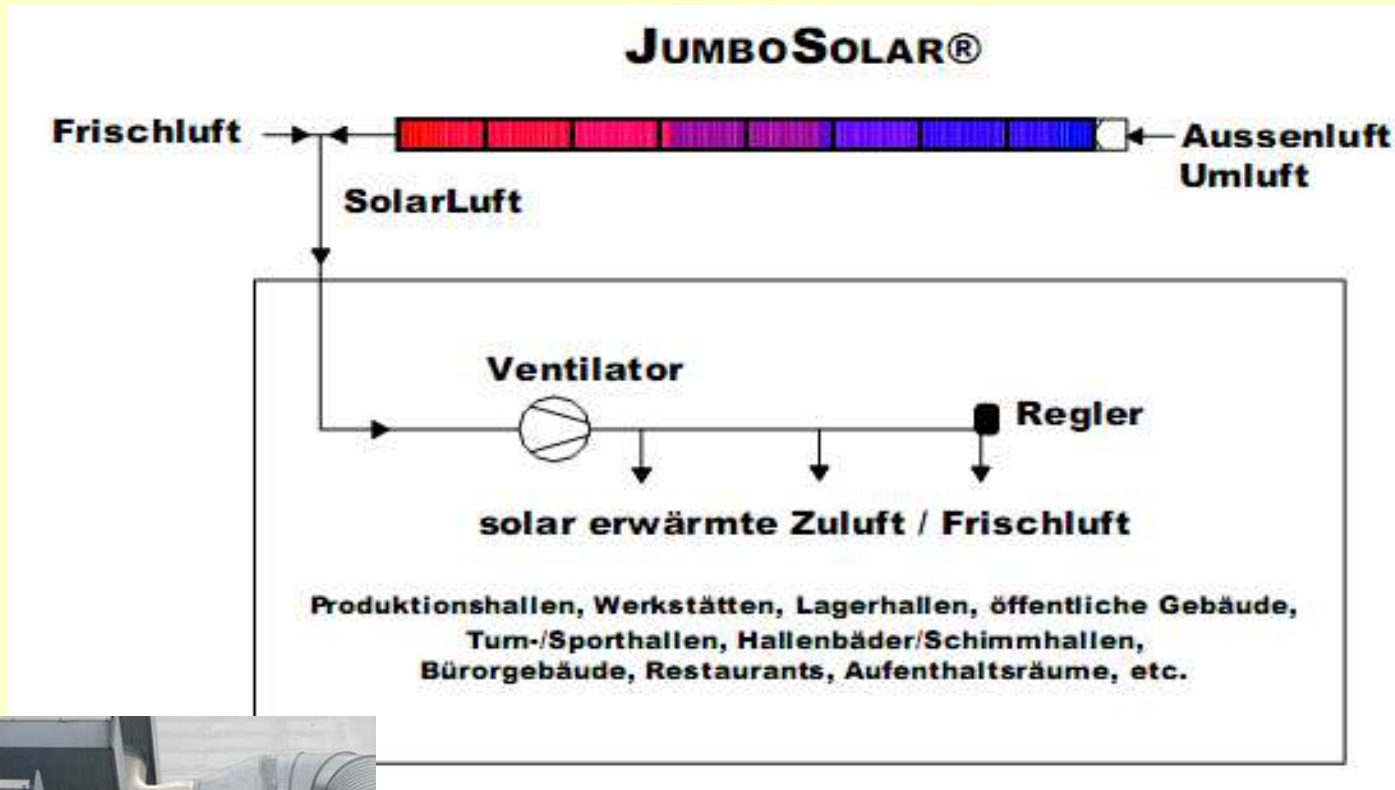 JUMBOSOLAR®
Frischluft
Aussenluft
Umluft
SolarLuft
Ventilator
Regler
solar erwärmte Zuluft / Frischluft
Produktionshallen, Werkstätten, Lagerhallen, öffentliche Gebäude,
Turn-/Sporthallen, Hallenbäder/Schimmhallen,
Bürorgebäude, Restaurants, Aufenthaltsräume, etc.